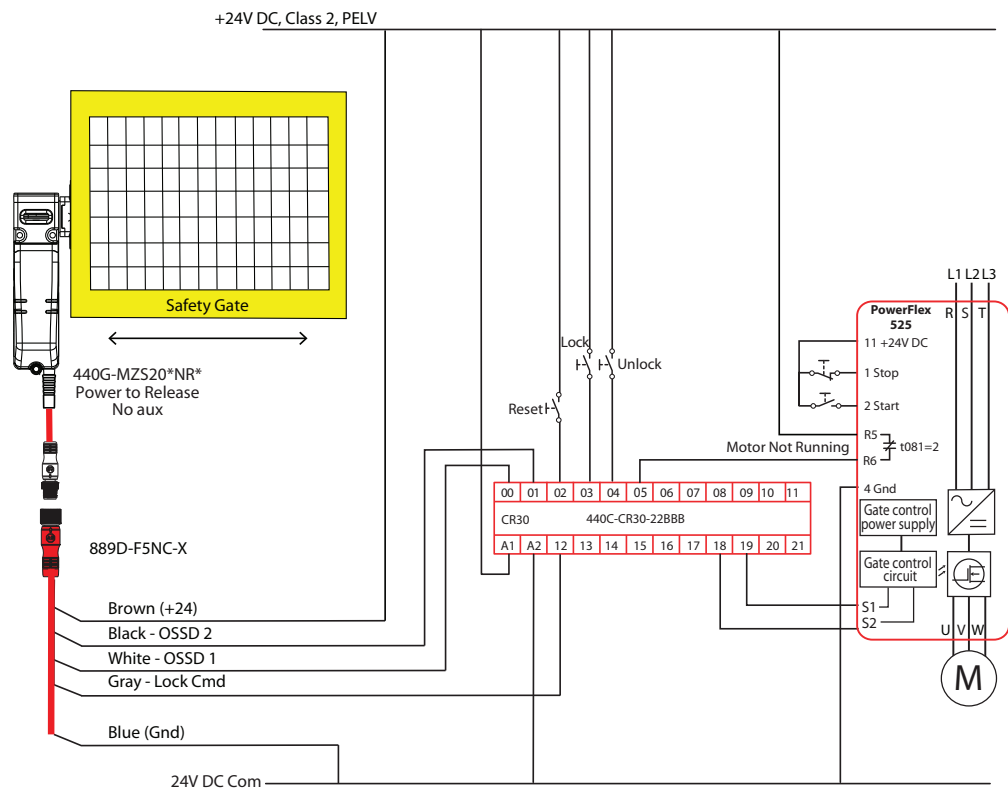 +24V DC, Class 2, PELV
Safety Gate
440G-MZS20*NR*
Power to Release
No aux
889D-F5NC-X
Brown (+24)
Black - OSSD 2
White - OSSD 1
Gray - Lock Cmd
Blue (Gnd)
24V DC Com
Lock
Unlock
Reset
00 01 02 03 04 05 06 07 08 09 10 11
CR30 440C-CR30-22BBB
A1 A2 12 13 14 15 16 17 18 19 20 21
Motor Not Running
L1 L2 L3
R S T
PowerFlex
525
11 +24V DC
1 Stop
2 Start
R5
R6
t081=2
4 Gnd
Gate control
power supply
Gate control
circuit
S1
S2
U V W
M